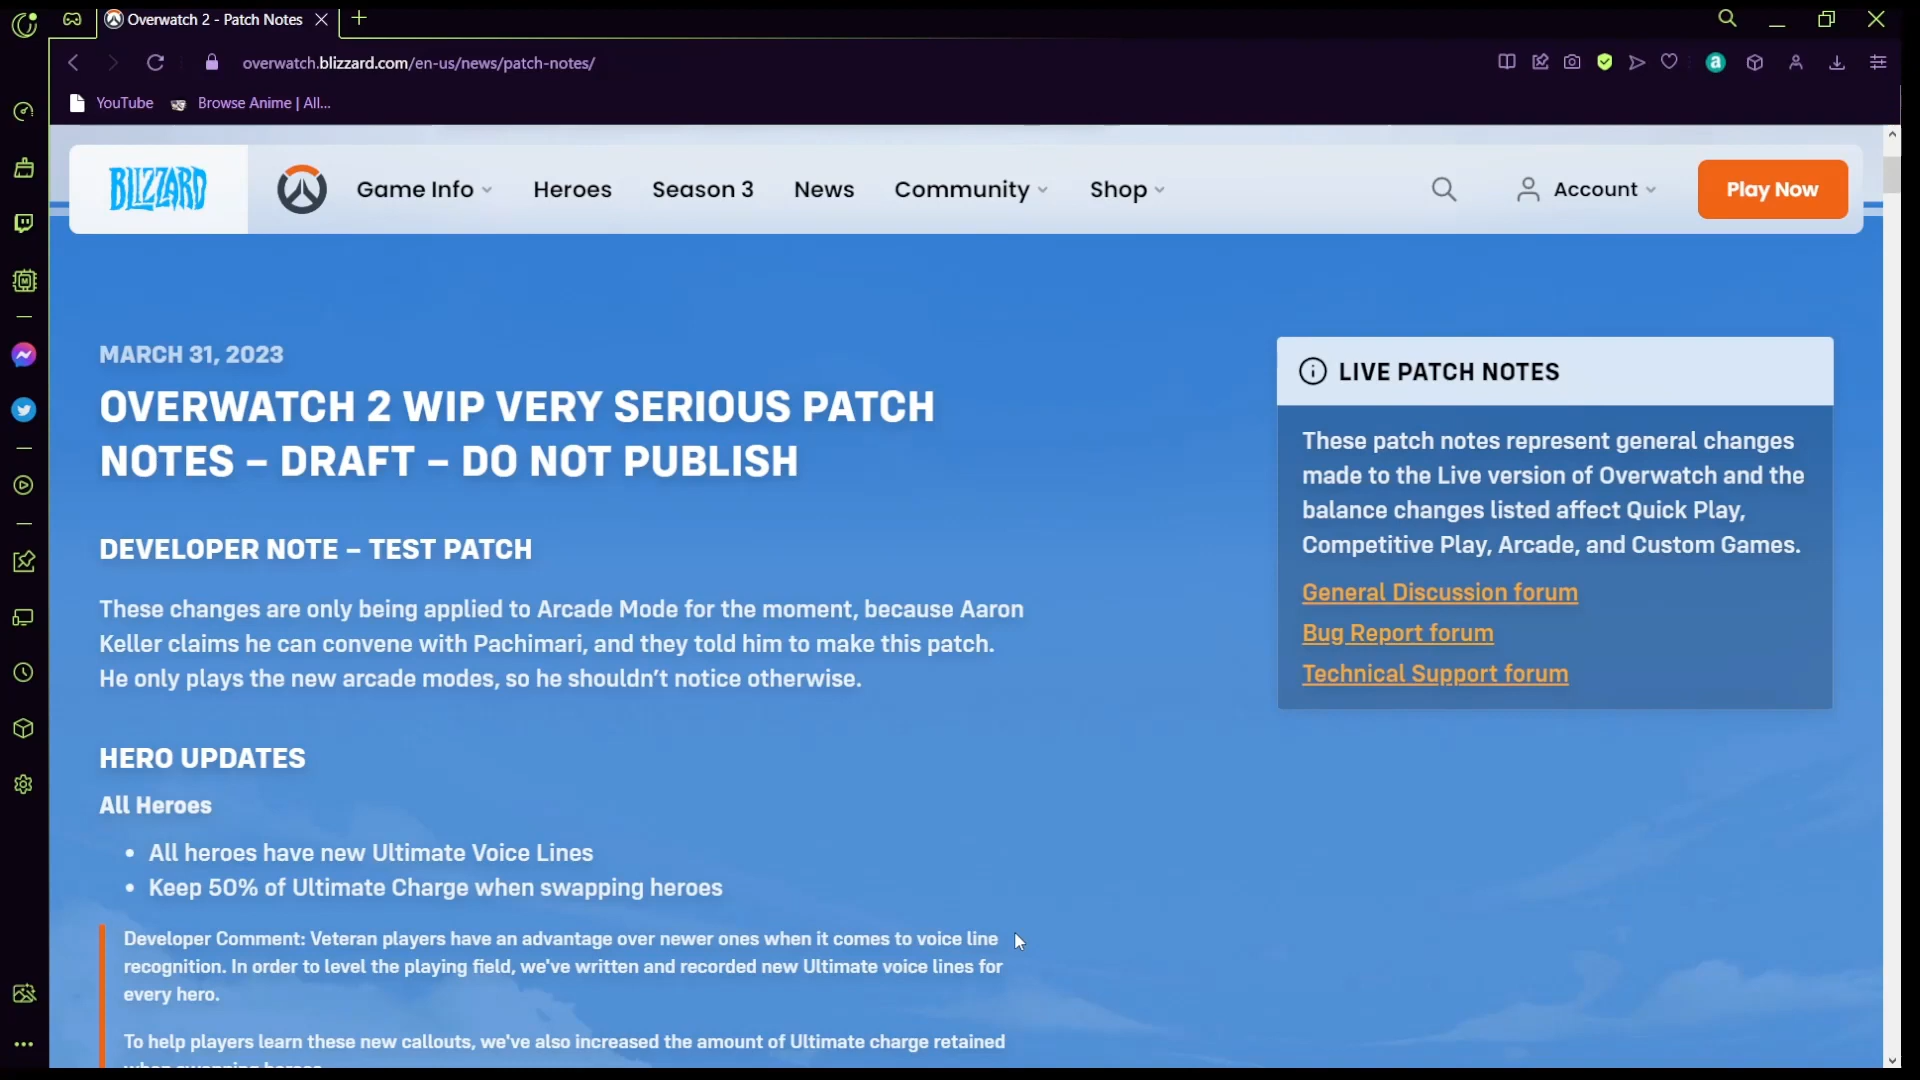 Overwatch 2 - Patch Notes
overwatch.blizzard.com/en-us/news/patch-notes/
a
YouTube
Browse Anime | All...
BLIZZARD
Game Info
Heroes
Season 3
News
Community
Shop
Account
Play Now
MARCH 31, 2023
OVERWATCH 2 WIP VERY SERIOUS PATCH
NOTES – DRAFT – DO NOT PUBLISH
DEVELOPER NOTE – TEST PATCH
These changes are only being applied to Arcade Mode for the moment, because Aaron
Keller claims he can convene with Pachimari, and they told him to make this patch.
He only plays the new arcade modes, so he shouldn’t notice otherwise.
HERO UPDATES
All Heroes
• All heroes have new Ultimate Voice Lines
• Keep 50% of Ultimate Charge when swapping heroes
Developer Comment: Veteran players have an advantage over newer ones when it comes to voice line
recognition. In order to level the playing field, we've written and recorded new Ultimate voice lines for
every hero.
To help players learn these new callouts, we've also increased the amount of Ultimate charge retained
when swapping heroes.
LIVE PATCH NOTES
These patch notes represent general changes
made to the Live version of Overwatch and the
balance changes listed affect Quick Play,
Competitive Play, Arcade, and Custom Games.
General Discussion forum
Bug Report forum
Technical Support forum